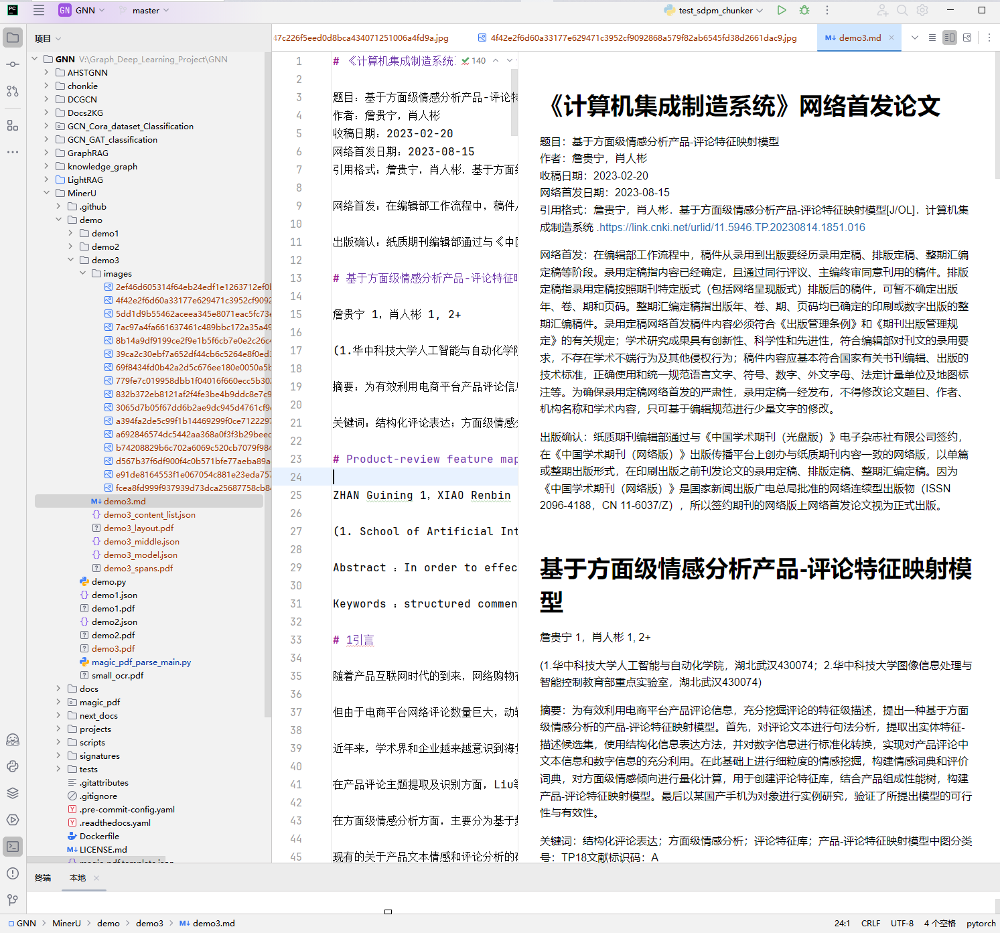 GN GNN master test_sdpm_chunker
项目
GNN V:\Graph_Deep_Learning_Project\GNN
AHSTGNN
chonkie
DCGCN
Docs2KG
GCN_Cora_dataset_Classification
GCN_GAT_classification
GraphRAG
knowledge_graph
LightRAG
MinerU
.github
demo
demo1
demo2
demo3
images
2ef46d605314f64eb24edf1e1263712ef0b
4f42e2f6d60a33177e629471c3952cf9092
5dd1d9b55462aceea345e8071eac5fc73e
7ac97a4fa661637461c489bbc172a35a49
8b14a9df9199ce2f9e1b5f6cb7e0e2c26c4
39ca2c30ebf7a652df44cb6c5264e8f0ed3
69f8434fd0b42a2d5c676ee180e0050a5b
779fe7c019958dbb1f04016f660ecc5b302
832b372eb8121af2f4fe3be4b9ddc8e7c9
3065d7b05f67dd6b2ae9dc945d4761cf9
a394fa2de5c99f1b14469299f0ce7122297
a692846574dc5442aa368a0f3f3b29beec
b74208829b6c702a6069c520cb7079f984
d567b37f6df900f4c0b571bfe77aeba89a
e91de8164553f1e067054c881e23eda757
fcea8fd999f937939d73dca25687758cb84
demo3.md
demo3_content_list.json
demo3_layout.pdf
demo3_middle.json
demo3_model.json
demo3_spans.pdf
demo.py
demo1.json
demo1.pdf
demo2.json
demo2.pdf
demo3.pdf
magic_pdf_parse_main.py
small_ocr.pdf
docs
magic_pdf
next_docs
projects
scripts
signatures
tests
.gitattributes
.gitignore
.pre-commit-config.yaml
.readthedocs.yaml
Dockerfile
LICENSE.md
magic-pdf.template.json
47c226f5eed0d8bca434071251006a4fd9a.jpg 4f42e2f6d60a33177e629471c3952cf9092868a579f82ab6545fd38d2661dac9.jpg demo3.md
140
1 # 《计算机集成制造系统
2
3 题目：基于方面级情感分析产品-评论特
4 作者：詹贵宁，肖人彬
5 收稿日期：2023-02-20
6 网络首发日期：2023-08-15
7 引用格式：詹贵宁，肖人彬．基于方面
8
9 网络首发：在编辑部工作流程中，稿件
10
11 出版确认：纸质期刊编辑部通过与《中
12
13 # 基于方面级情感分析产品-评论特征
14
15 詹贵宁 1，肖人彬 1, 2+
16
17 (1.华中科技大学人工智能与自动化学
18
19 摘要：为有效利用电商平台产品评论信
20
21 关键词：结构化评论表达；方面级情感
22
23 # Product-review feature map
24
25 ZHAN Guining 1, XIAO Renbin
26
27 (1. School of Artificial Int
28
29 Abstract ：In order to effec
30
31 Keywords ：structured commen
32
33 # 1引言
34
35 随着产品互联网时代的到来，网络购物
36
37 但由于电商平台网络评论数量巨大，动
38
39 近年来，学术界和企业越来越意识到海
40
41 在产品评论主题提取及识别方面，Liu
42
43 在方面级情感分析方面，主要分为基于
44
45 现有的关于产品文本情感和评论分析的
《计算机集成制造系统》网络首发论文
题目：基于方面级情感分析产品-评论特征映射模型
作者：詹贵宁，肖人彬
收稿日期：2023-02-20
网络首发日期：2023-08-15
引用格式：詹贵宁，肖人彬．基于方面级情感分析产品-评论特征映射模型[J/OL]．计算机集
成制造系统 .https://link.cnki.net/urlid/11.5946.TP.20230814.1851.016
网络首发：在编辑部工作流程中，稿件从录用到出版要经历录用定稿、排版定稿、整期汇编
定稿等阶段。录用定稿指内容已经确定，且通过同行评议、主编终审同意刊用的稿件。排版
定稿指录用定稿按照期刊特定版式（包括网络呈现版式）排版后的稿件，可暂不确定出版
年、卷、期和页码。整期汇编定稿指出版年、卷、期、页码均已确定的印刷或数字出版的整
期汇编稿件。录用定稿网络首发稿件内容必须符合《出版管理条例》和《期刊出版管理规
定》的有关规定；学术研究成果具有创新性、科学性和先进性，符合编辑部对刊文的录用要
求，不存在学术不端行为及其他侵权行为；稿件内容应基本符合国家有关书刊编辑、出版的
技术标准，正确使用和统一规范语言文字、符号、数字、外文字母、法定计量单位及地图标
注等。为确保录用定稿网络首发的严肃性，录用定稿一经发布，不得修改论文题目、作者、
机构名称和学术内容，只可基于编辑规范进行少量文字的修改。
出版确认：纸质期刊编辑部通过与《中国学术期刊（光盘版）》电子杂志社有限公司签约，
在《中国学术期刊（网络版）》出版传播平台上创办与纸质期刊内容一致的网络版，以单篇
或整期出版形式，在印刷出版之前刊发论文的录用定稿、排版定稿、整期汇编定稿。因为
《中国学术期刊（网络版）》是国家新闻出版广电总局批准的网络连续型出版物（ISSN
2096-4188，CN 11-6037/Z），所以签约期刊的网络版上网络首发论文视为正式出版。
基于方面级情感分析产品-评论特征映射模
型
詹贵宁 1，肖人彬 1, 2+
(1.华中科技大学人工智能与自动化学院，湖北武汉430074；2.华中科技大学图像信息处理与
智能控制教育部重点实验室，湖北武汉430074)
摘要：为有效利用电商平台产品评论信息，充分挖掘评论的特征级描述，提出一种基于方面
级情感分析的产品-评论特征映射模型。首先，对评论文本进行句法分析，提取出实体特征-
描述候选集，使用结构化信息表达方法，并对数字信息进行标准化转换，实现对产品评论中
文本信息和数字信息的充分利用。在此基础上进行细粒度的情感挖掘，构建情感词典和评价
词典，对方面级情感倾向进行量化计算，用于创建评论特征库，结合产品组成性能树，构建
产品-评论特征映射模型。最后以某国产手机为对象进行实例研究，验证了所提出模型的可行
性与有效性。
关键词：结构化评论表达；方面级情感分析；评论特征库；产品-评论特征映射模型中图分类
号：TP18文献标识码：A
终端 本地
GNN MinerU demo demo3 demo3.md 24:1 CRLF UTF-8 4 个空格 pytorch